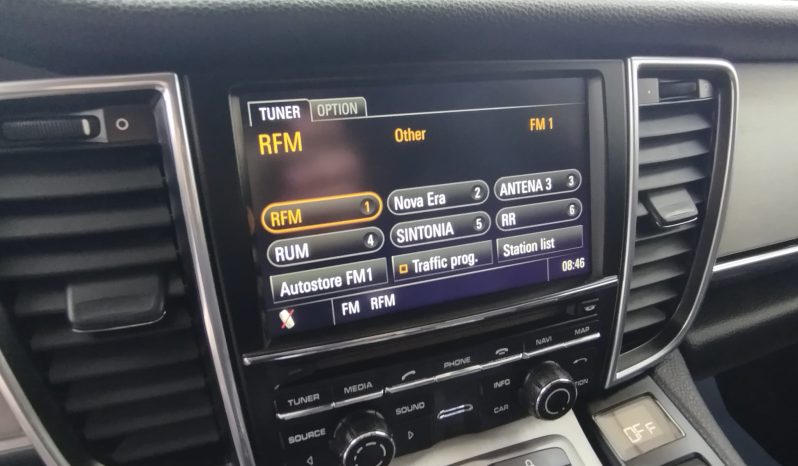 TUNER OPTION
RFM Other FM 1
RFM 1 Nova Era 2 ANTENA 3 3
RUM 4 SINTONIA 5 RR 6
Autostore FM1 Traffic prog. Station list
FM RFM 08:46
TUNER MEDIA PHONE NAVI MAP
SOURCE SOUND INFO CAR OPTION
OFF